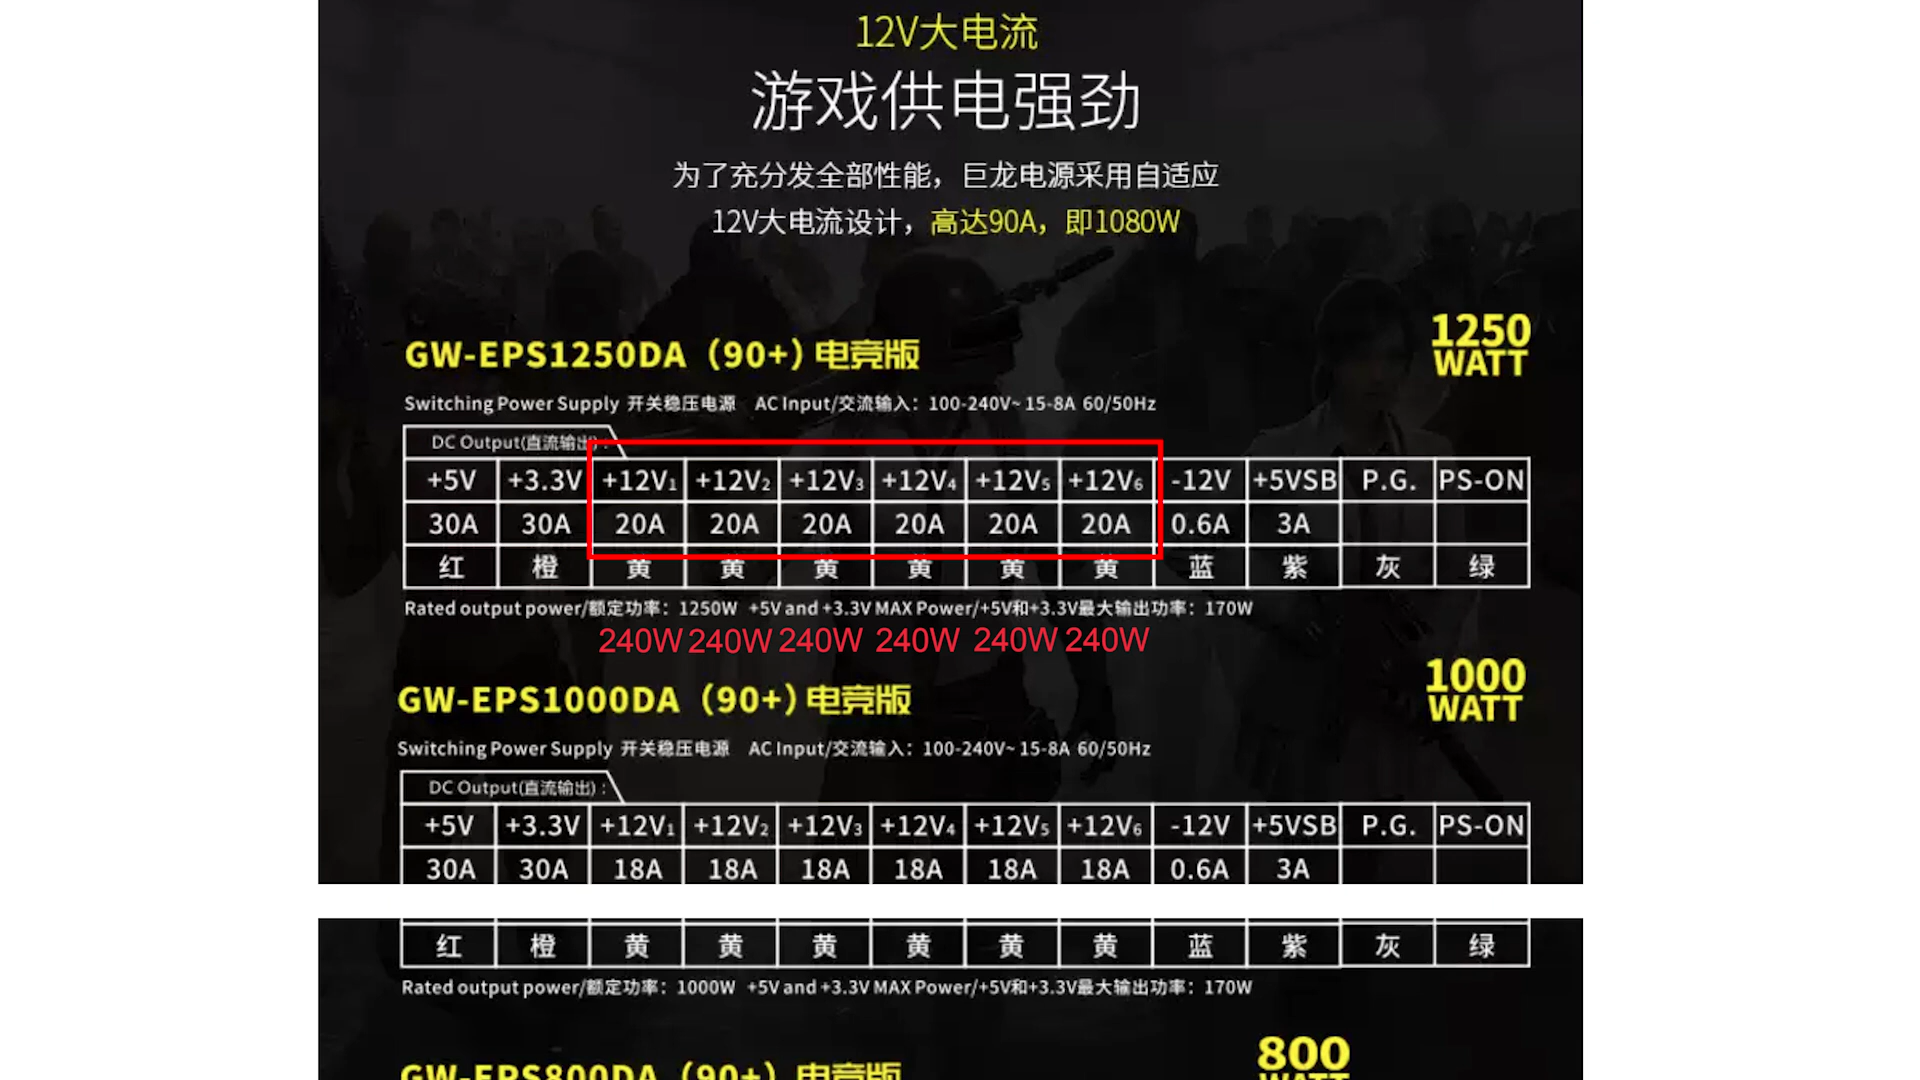 12V大电流
游戏供电强劲
为了充分发全部性能，巨龙电源采用自适应
12V大电流设计，高达90A，即1080W
1250
WATT
GW-EPS1250DA（90+）电竞版
Switching Power Supply 开关稳压电源 AC Input/交流输入：100-240V~ 15-8A 60/50Hz
DC Output(直流输出)：
+5V +3.3V +12V₁ +12V₂ +12V₃ +12V₄ +12V₅ +12V₆ -12V +5VSB P.G. PS-ON
30A 30A 20A 20A 20A 20A 20A 20A 0.6A 3A
红 橙 黄 黄 黄 黄 黄 黄 蓝 紫 灰 绿
Rated output power/额定功率：1250W +5V and +3.3V MAX Power/+5V和+3.3V最大输出功率：170W
240W 240W 240W 240W 240W 240W
1000
WATT
GW-EPS1000DA（90+）电竞版
Switching Power Supply 开关稳压电源 AC Input/交流输入：100-240V~ 15-8A 60/50Hz
DC Output(直流输出)：
+5V +3.3V +12V₁ +12V₂ +12V₃ +12V₄ +12V₅ +12V₆ -12V +5VSB P.G. PS-ON
30A 30A 18A 18A 18A 18A 18A 18A 0.6A 3A
红 橙 黄 黄 黄 黄 黄 黄 蓝 紫 灰 绿
Rated output power/额定功率：1000W +5V and +3.3V MAX Power/+5V和+3.3V最大输出功率：170W
800
WATT
GW-EPS800DA（90+）电竞版